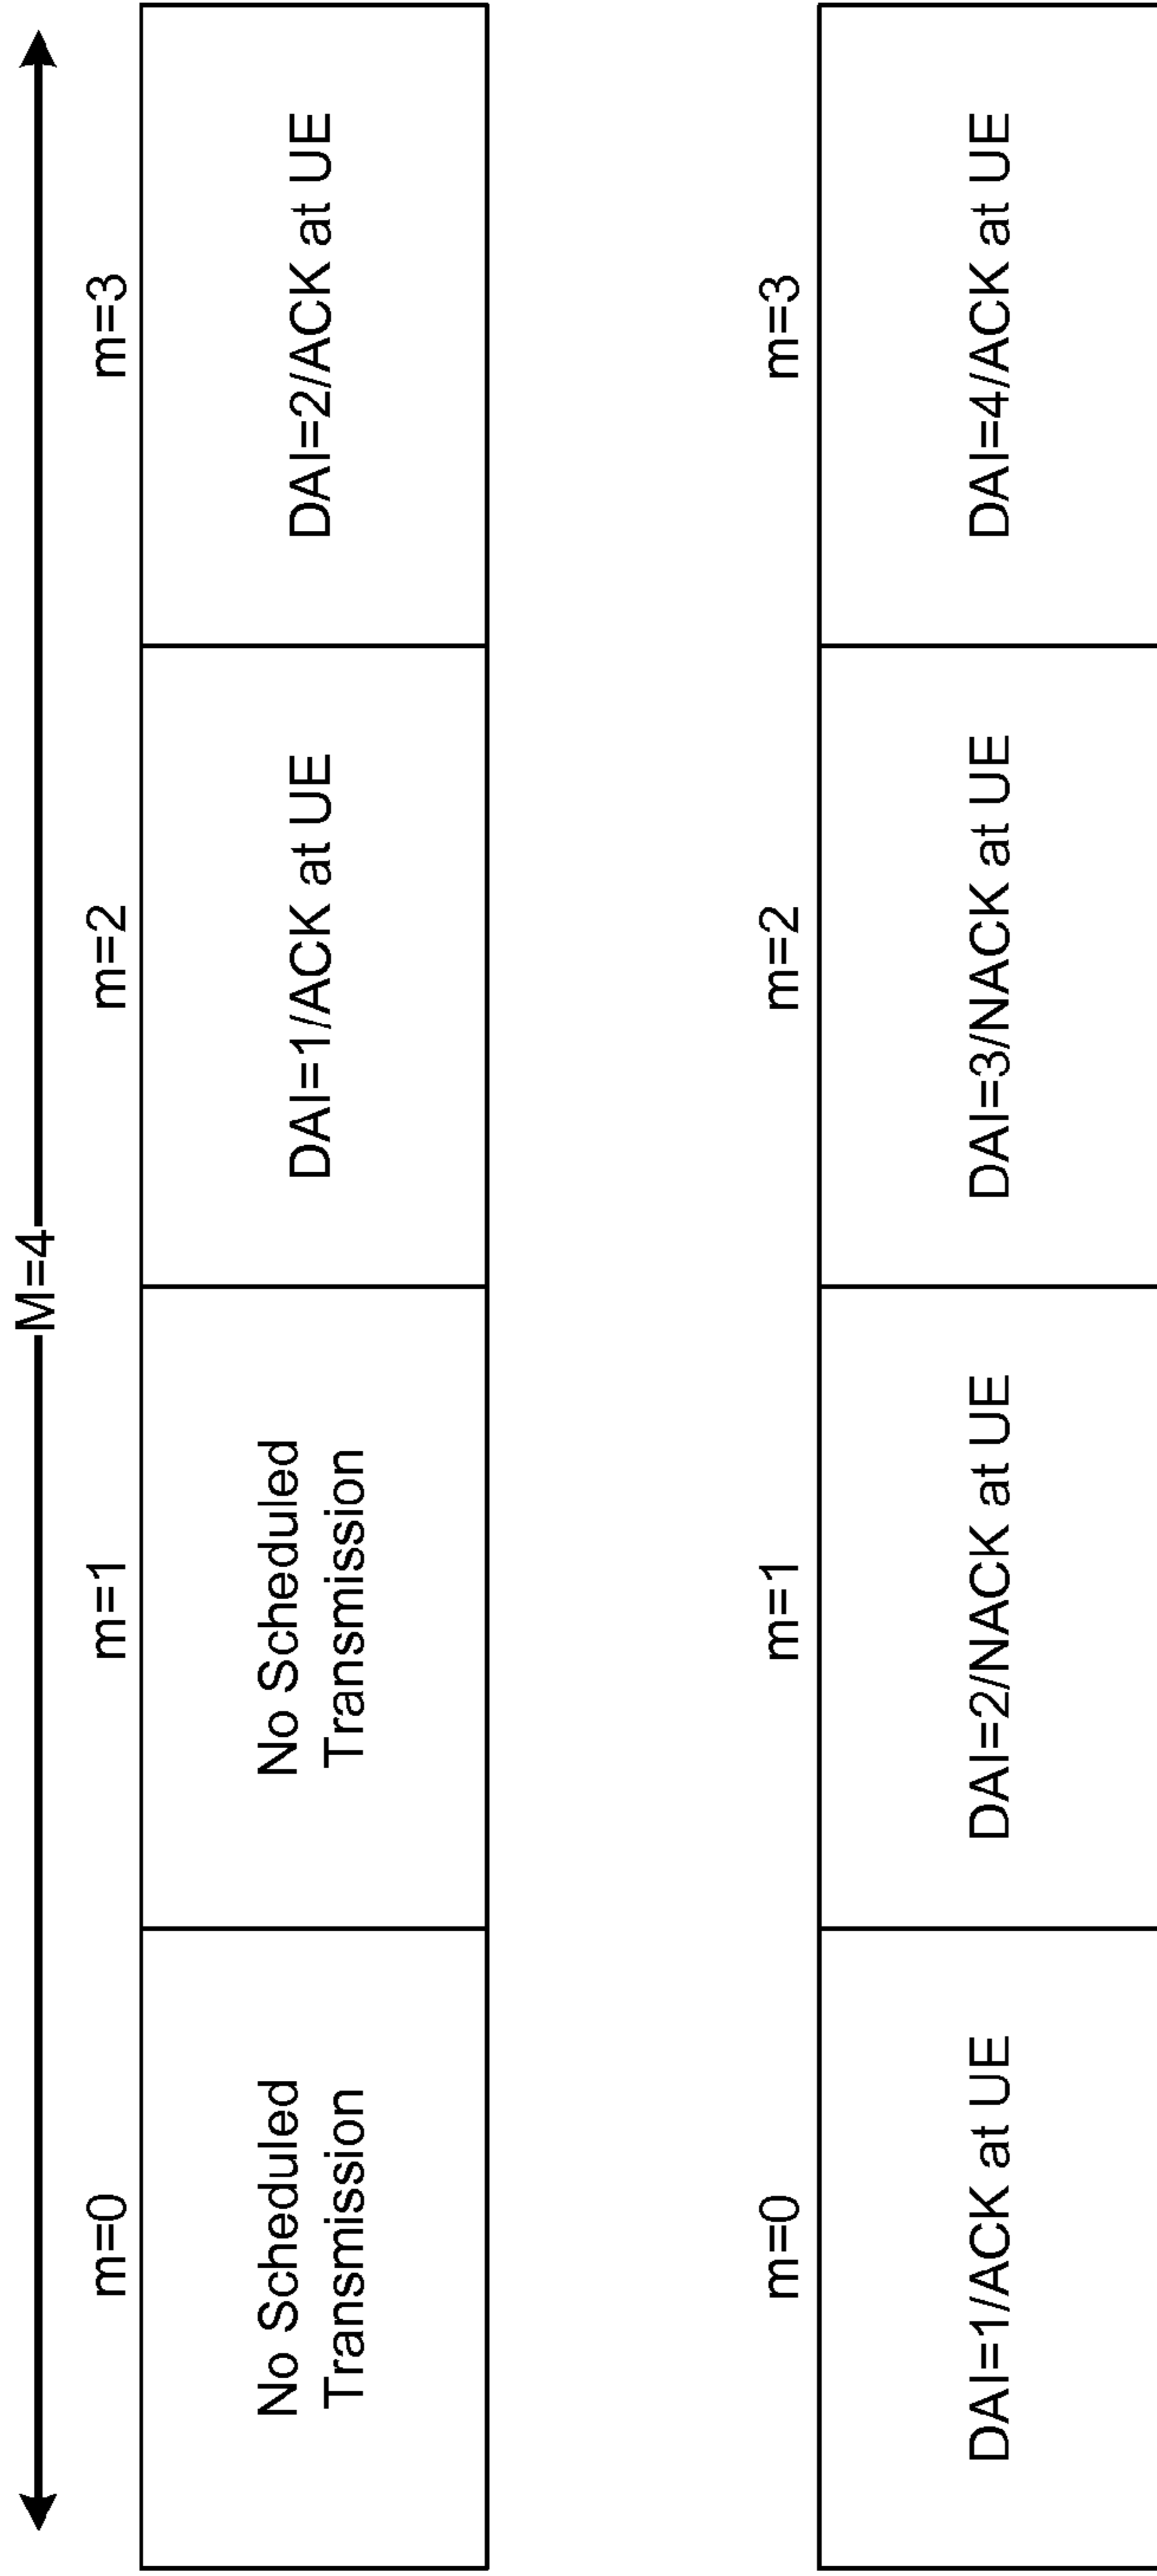 M=4
m=0
m=1
m=2
m=3
No Scheduled
Transmission
No Scheduled
Transmission
DAI=1/ACK at UE
DAI=2/ACK at UE
m=0
m=1
m=2
m=3
DAI=1/ACK at UE
DAI=2/NACK at UE
DAI=3/NACK at UE
DAI=4/ACK at UE